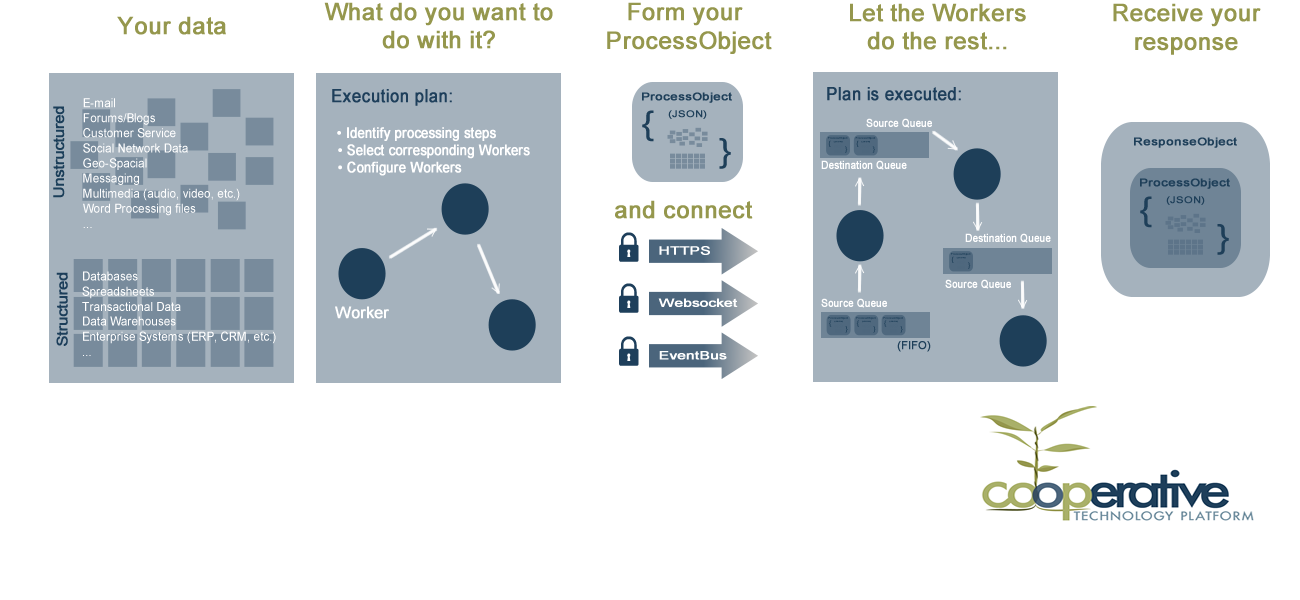 Your data
Unstructured
E-mail
Forums/Blogs
Customer Service
Social Network Data
Geo-Spacial
Messaging
Multimedia (audio, video, etc.)
Word Processing files
...
Structured
Databases
Spreadsheets
Transactional Data
Data Warehouses
Enterprise Systems (ERP, CRM, etc.)
...
What do you want to
do with it?
Execution plan:
• Identify processing steps
• Select corresponding Workers
• Configure Workers
Worker
Form your
ProcessObject
ProcessObject
(JSON)
{
}
and connect
HTTPS
Websocket
EventBus
Let the Workers
do the rest...
Plan is executed:
Source Queue
Destination Queue
Destination Queue
Source Queue
Source Queue
(FIFO)
Receive your
response
ResponseObject
ProcessObject
(JSON)
{
}
cooperative
TECHNOLOGY PLATFORM